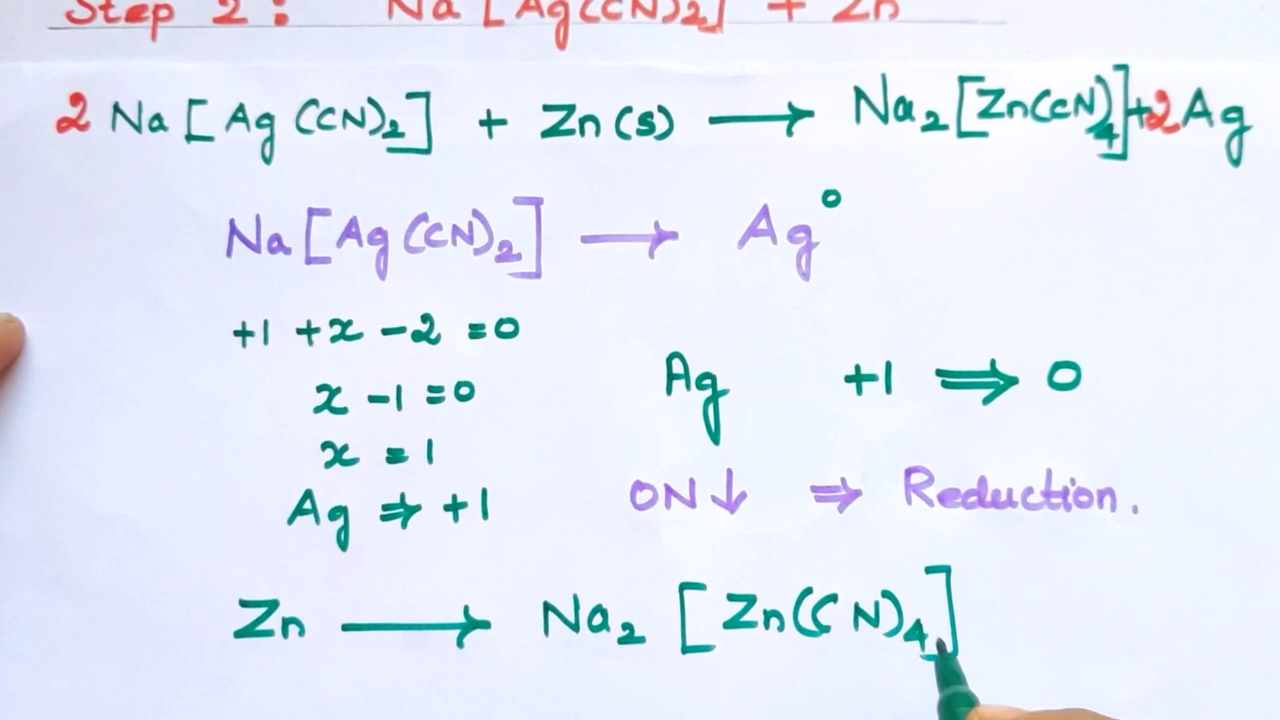 Step 2: Na[Ag(CN)2] + Zn
2 Na[Ag(CN)2] + Zn(s) → Na2[Zn(CN)4]+2Ag
Na[Ag(CN)2] → Ag⁰
+1 +x -2 =0
x -1 =0
x = 1
Ag ⇒ +1
Ag +1 ⇒ 0
ON↓ ⇒ Reduction.
Zn → Na2[Zn(CN)4]